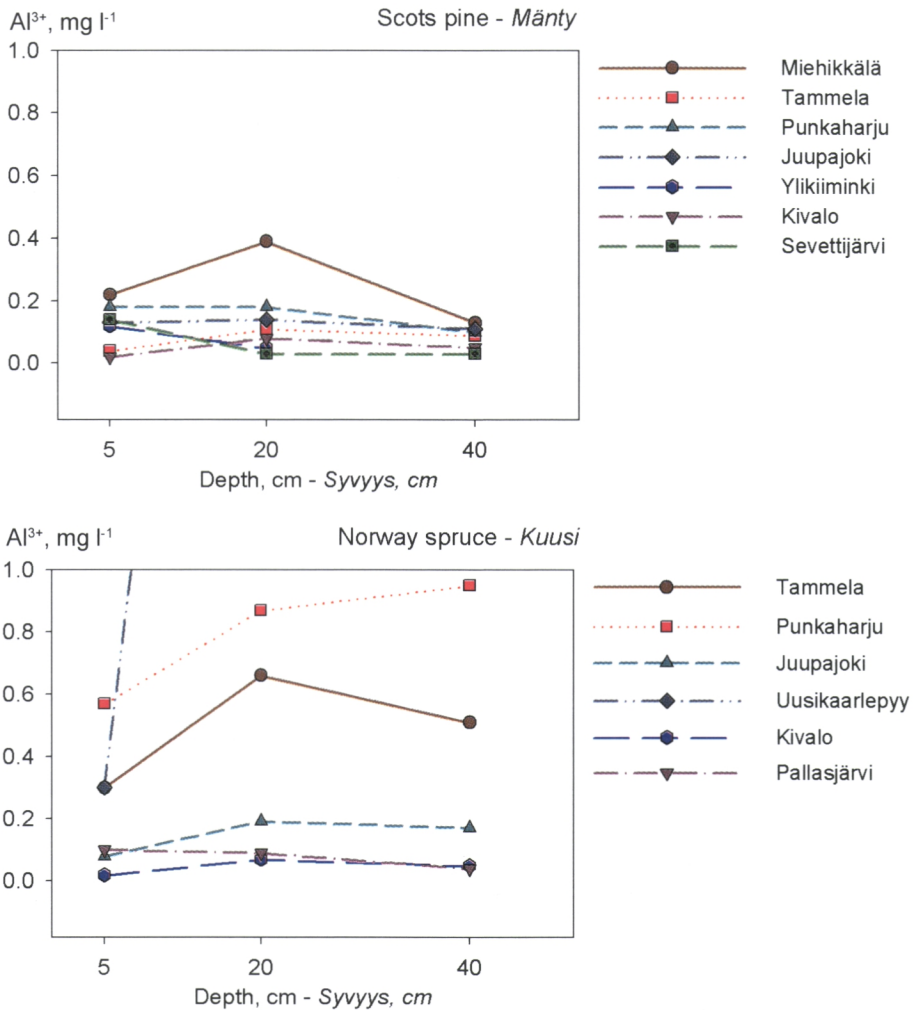 Al³⁺, mg l⁻¹
Scots pine - Mänty
1.0
0.8
0.6
0.4
0.2
0.0
5 20 40
Depth, cm - Syvyys, cm
Miehikkälä
Tammela
Punkaharju
Juupajoki
Ylikiiminki
Kivalo
Sevettijärvi
Al³⁺, mg l⁻¹
Norway spruce - Kuusi
1.0
0.8
0.6
0.4
0.2
0.0
5 20 40
Depth, cm - Syvyys, cm
Tammela
Punkaharju
Juupajoki
Uusikaarlepyy
Kivalo
Pallasjärvi